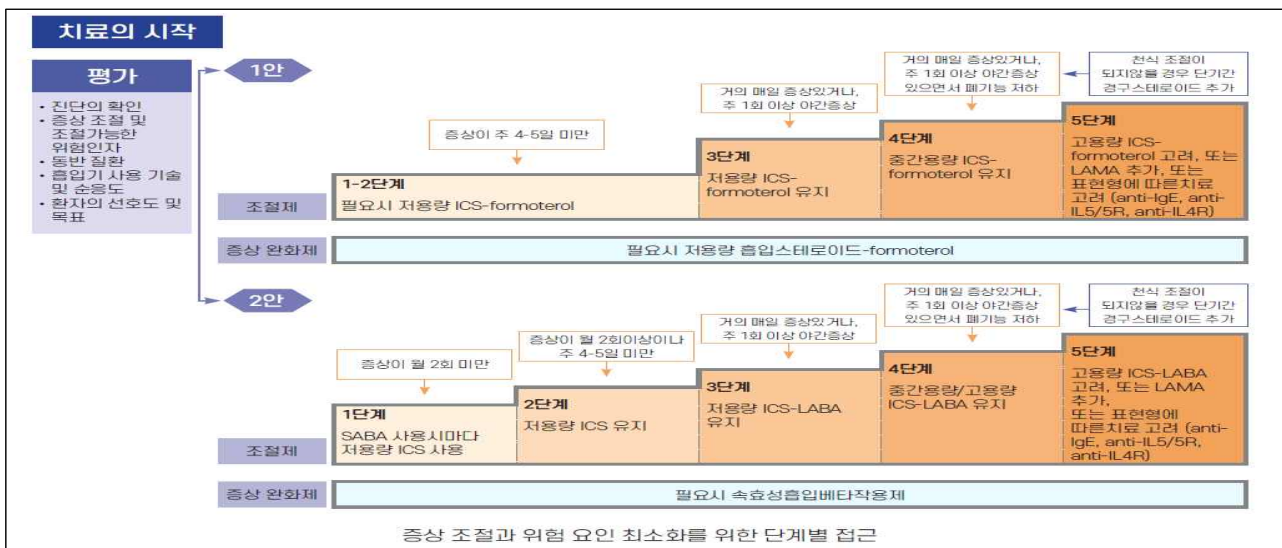 치료의 시작
평가
• 진단의 확인
• 증상 조절 및
조절가능한
위험인자
• 동반 질환
• 흡입기 사용 기술
및 순응도
• 환자의 선호도 및
목표
1안
증상이 주 4-5일 미만
거의 매일 증상있거나,
주 1회 이상 야간증상
거의 매일 증상있거나,
주 1회 이상 야간증상
있으면서 폐기능 저하
천식 조절이
되지않을 경우 단기간
경구스테로이드 추가
조절제
1-2단계
필요시 저용량 ICS-formoterol
3단계
저용량 ICS-
formoterol 유지
4단계
중간용량 ICS-
formoterol 유지
5단계
고용량 ICS-
formoterol 고려, 또는
LAMA 추가, 또는
표현형에 따른치료
고려 (anti-IgE, anti-
IL5/5R, anti-IL4R)
증상 완화제
필요시 저용량 흡입스테로이드-formoterol
2안
증상이 월 2회 미만
증상이 월 2회이상이나
주 4-5일 미만
거의 매일 증상있거나,
주 1회 이상 야간증상
거의 매일 증상있거나,
주 1회 이상 야간증상
있으면서 폐기능 저하
천식 조절이
되지않을 경우 단기간
경구스테로이드 추가
조절제
1단계
SABA 사용시마다
저용량 ICS 사용
2단계
저용량 ICS 유지
3단계
저용량 ICS-LABA
유지
4단계
중간용량/고용량
ICS-LABA 유지
5단계
고용량 ICS-LABA
고려, 또는 LAMA
추가,
또는 표현형에
따른치료 고려 (anti-
IgE, anti-IL5/5R,
anti-IL4R)
증상 완화제
필요시 속효성흡입베타작용제
증상 조절과 위험 요인 최소화를 위한 단계별 접근